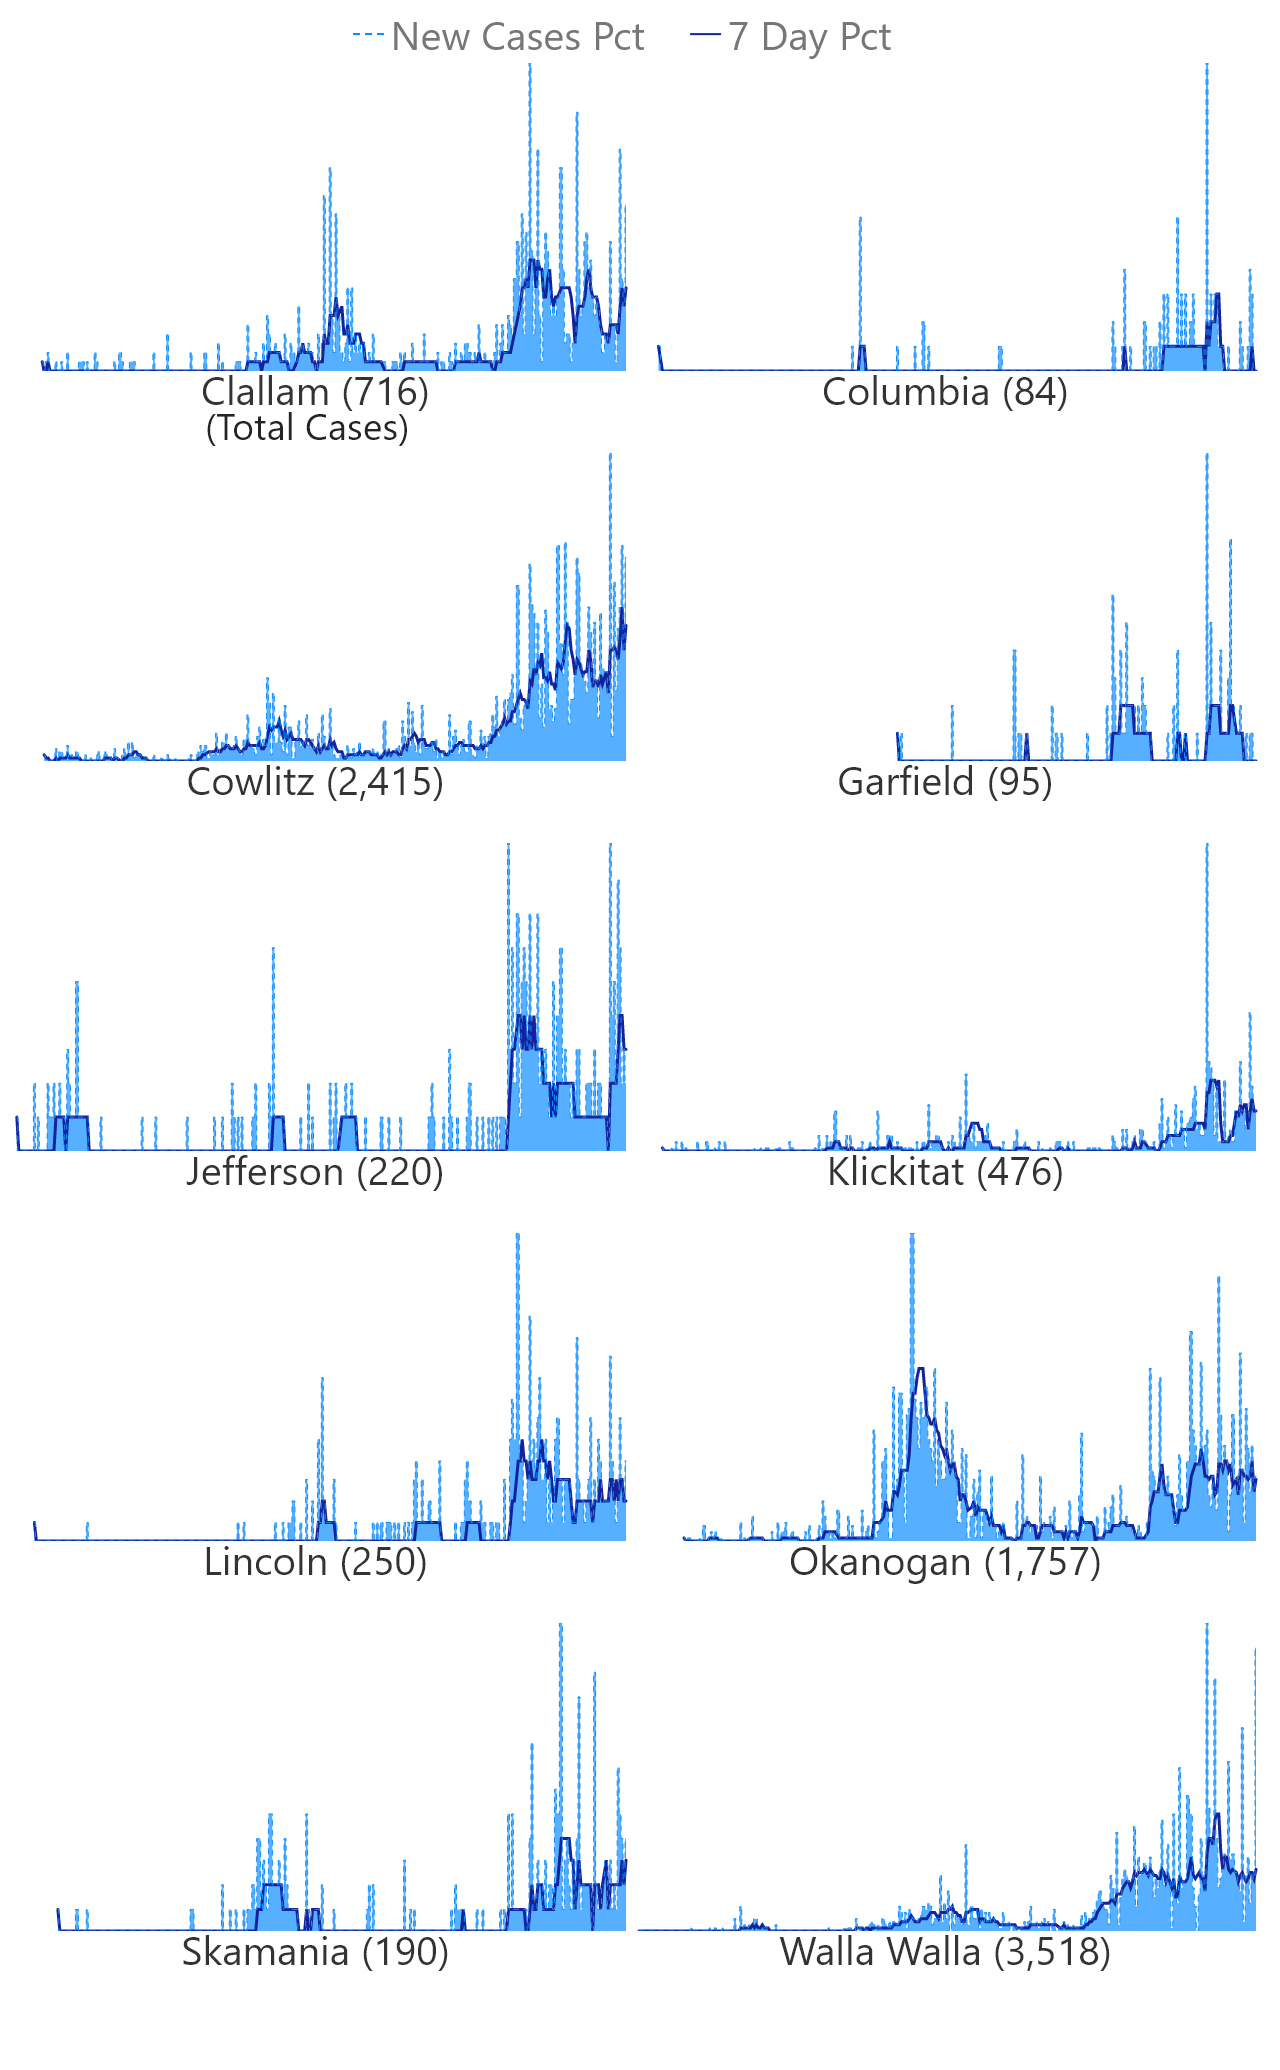 New Cases Pct 7 Day Pct
Clallam (716)
(Total Cases)
Columbia (84)
Cowlitz (2,415)
Garfield (95)
Jefferson (220)
Klickitat (476)
Lincoln (250)
Okanogan (1,757)
Skamania (190)
Walla Walla (3,518)